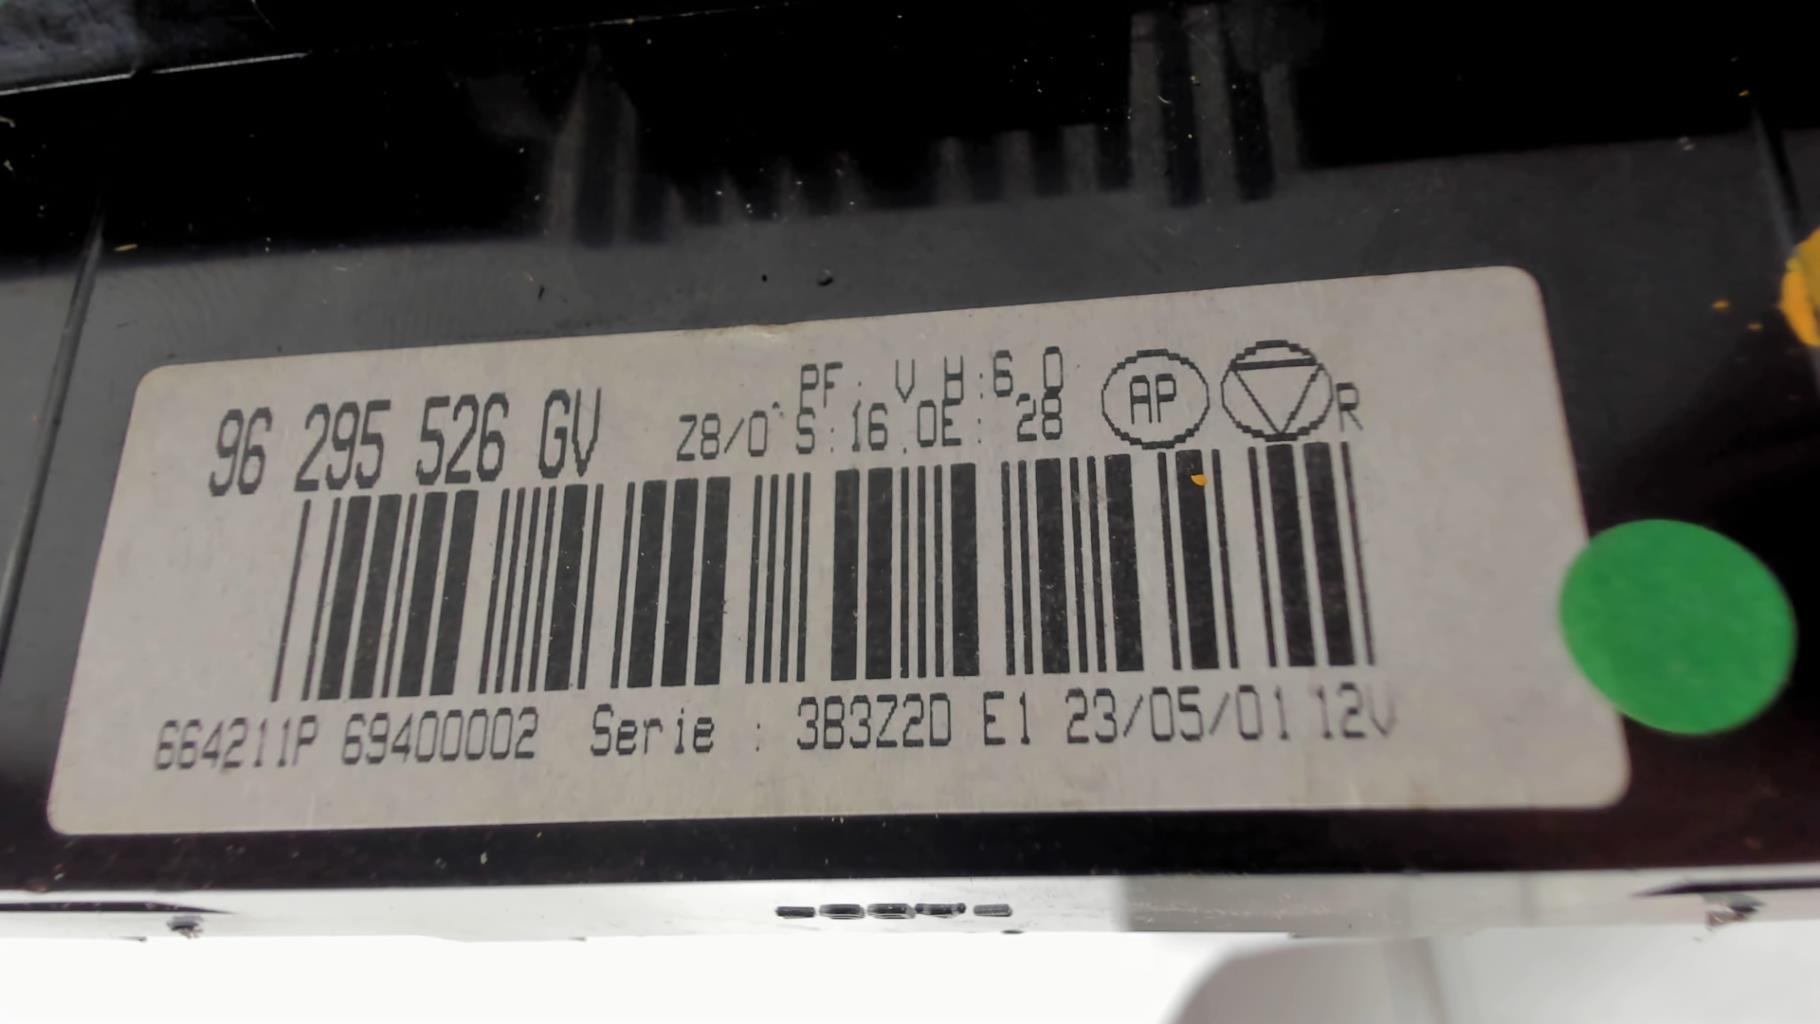 96 295 526 GV
PF: V H:6.0
Z8/0 S:16.0E: 28
AP
R
664211P 69400002 Serie : 3B3Z2D E1 23/05/01 12V